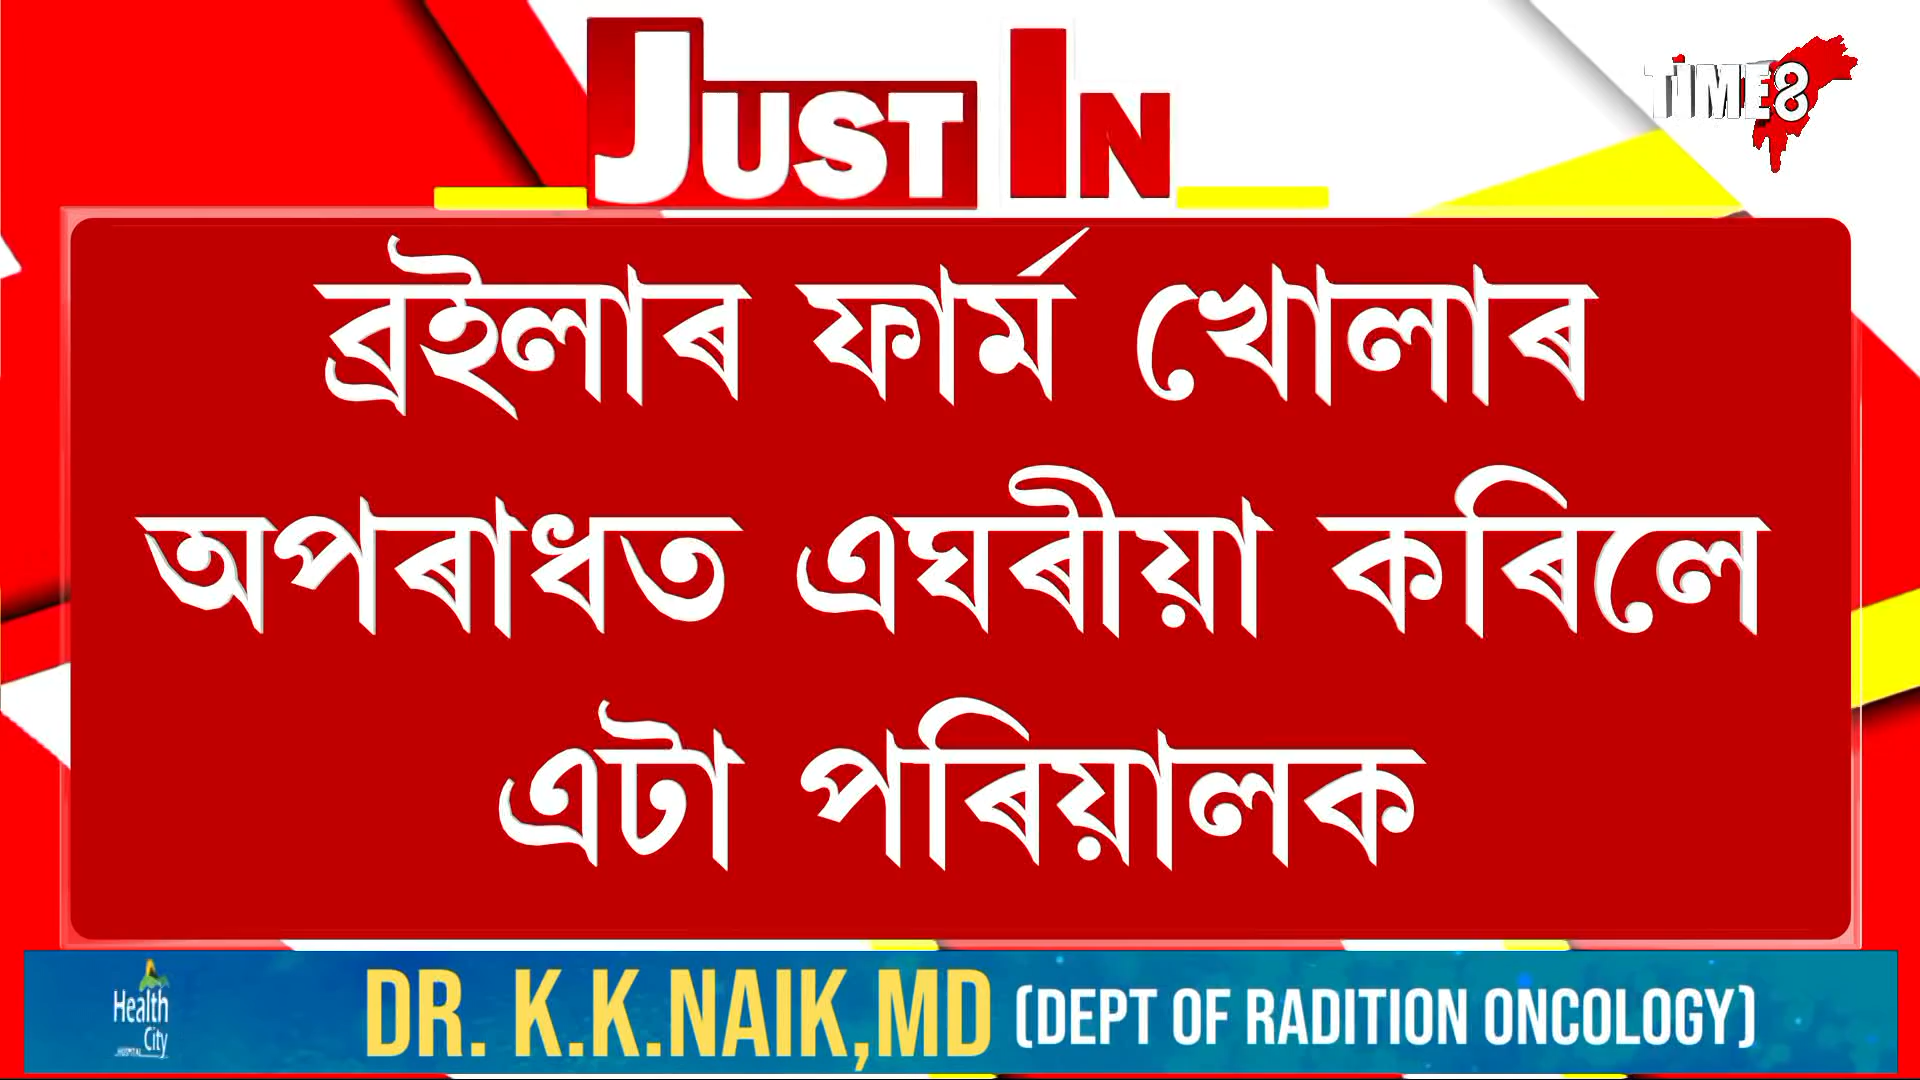 JUST IN
TIME8
ব্ৰইলাৰ ফাৰ্ম খোলাৰ
অপৰাধত এঘৰীয়া কৰিলে
এটা পৰিয়ালক
Health
City
HOSPITAL
DR. K.K.NAIK,MD (DEPT OF RADITION ONCOLOGY)